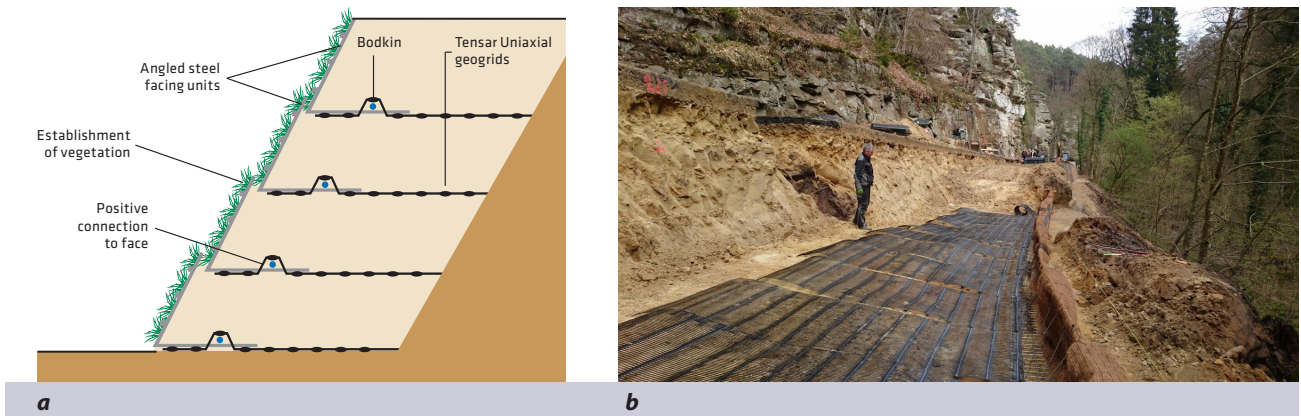 Bodkin
Tensar Uniaxial
geogrids
Angled steel
facing units
Establishment
of vegetation
Positive
connection
to face
a
b